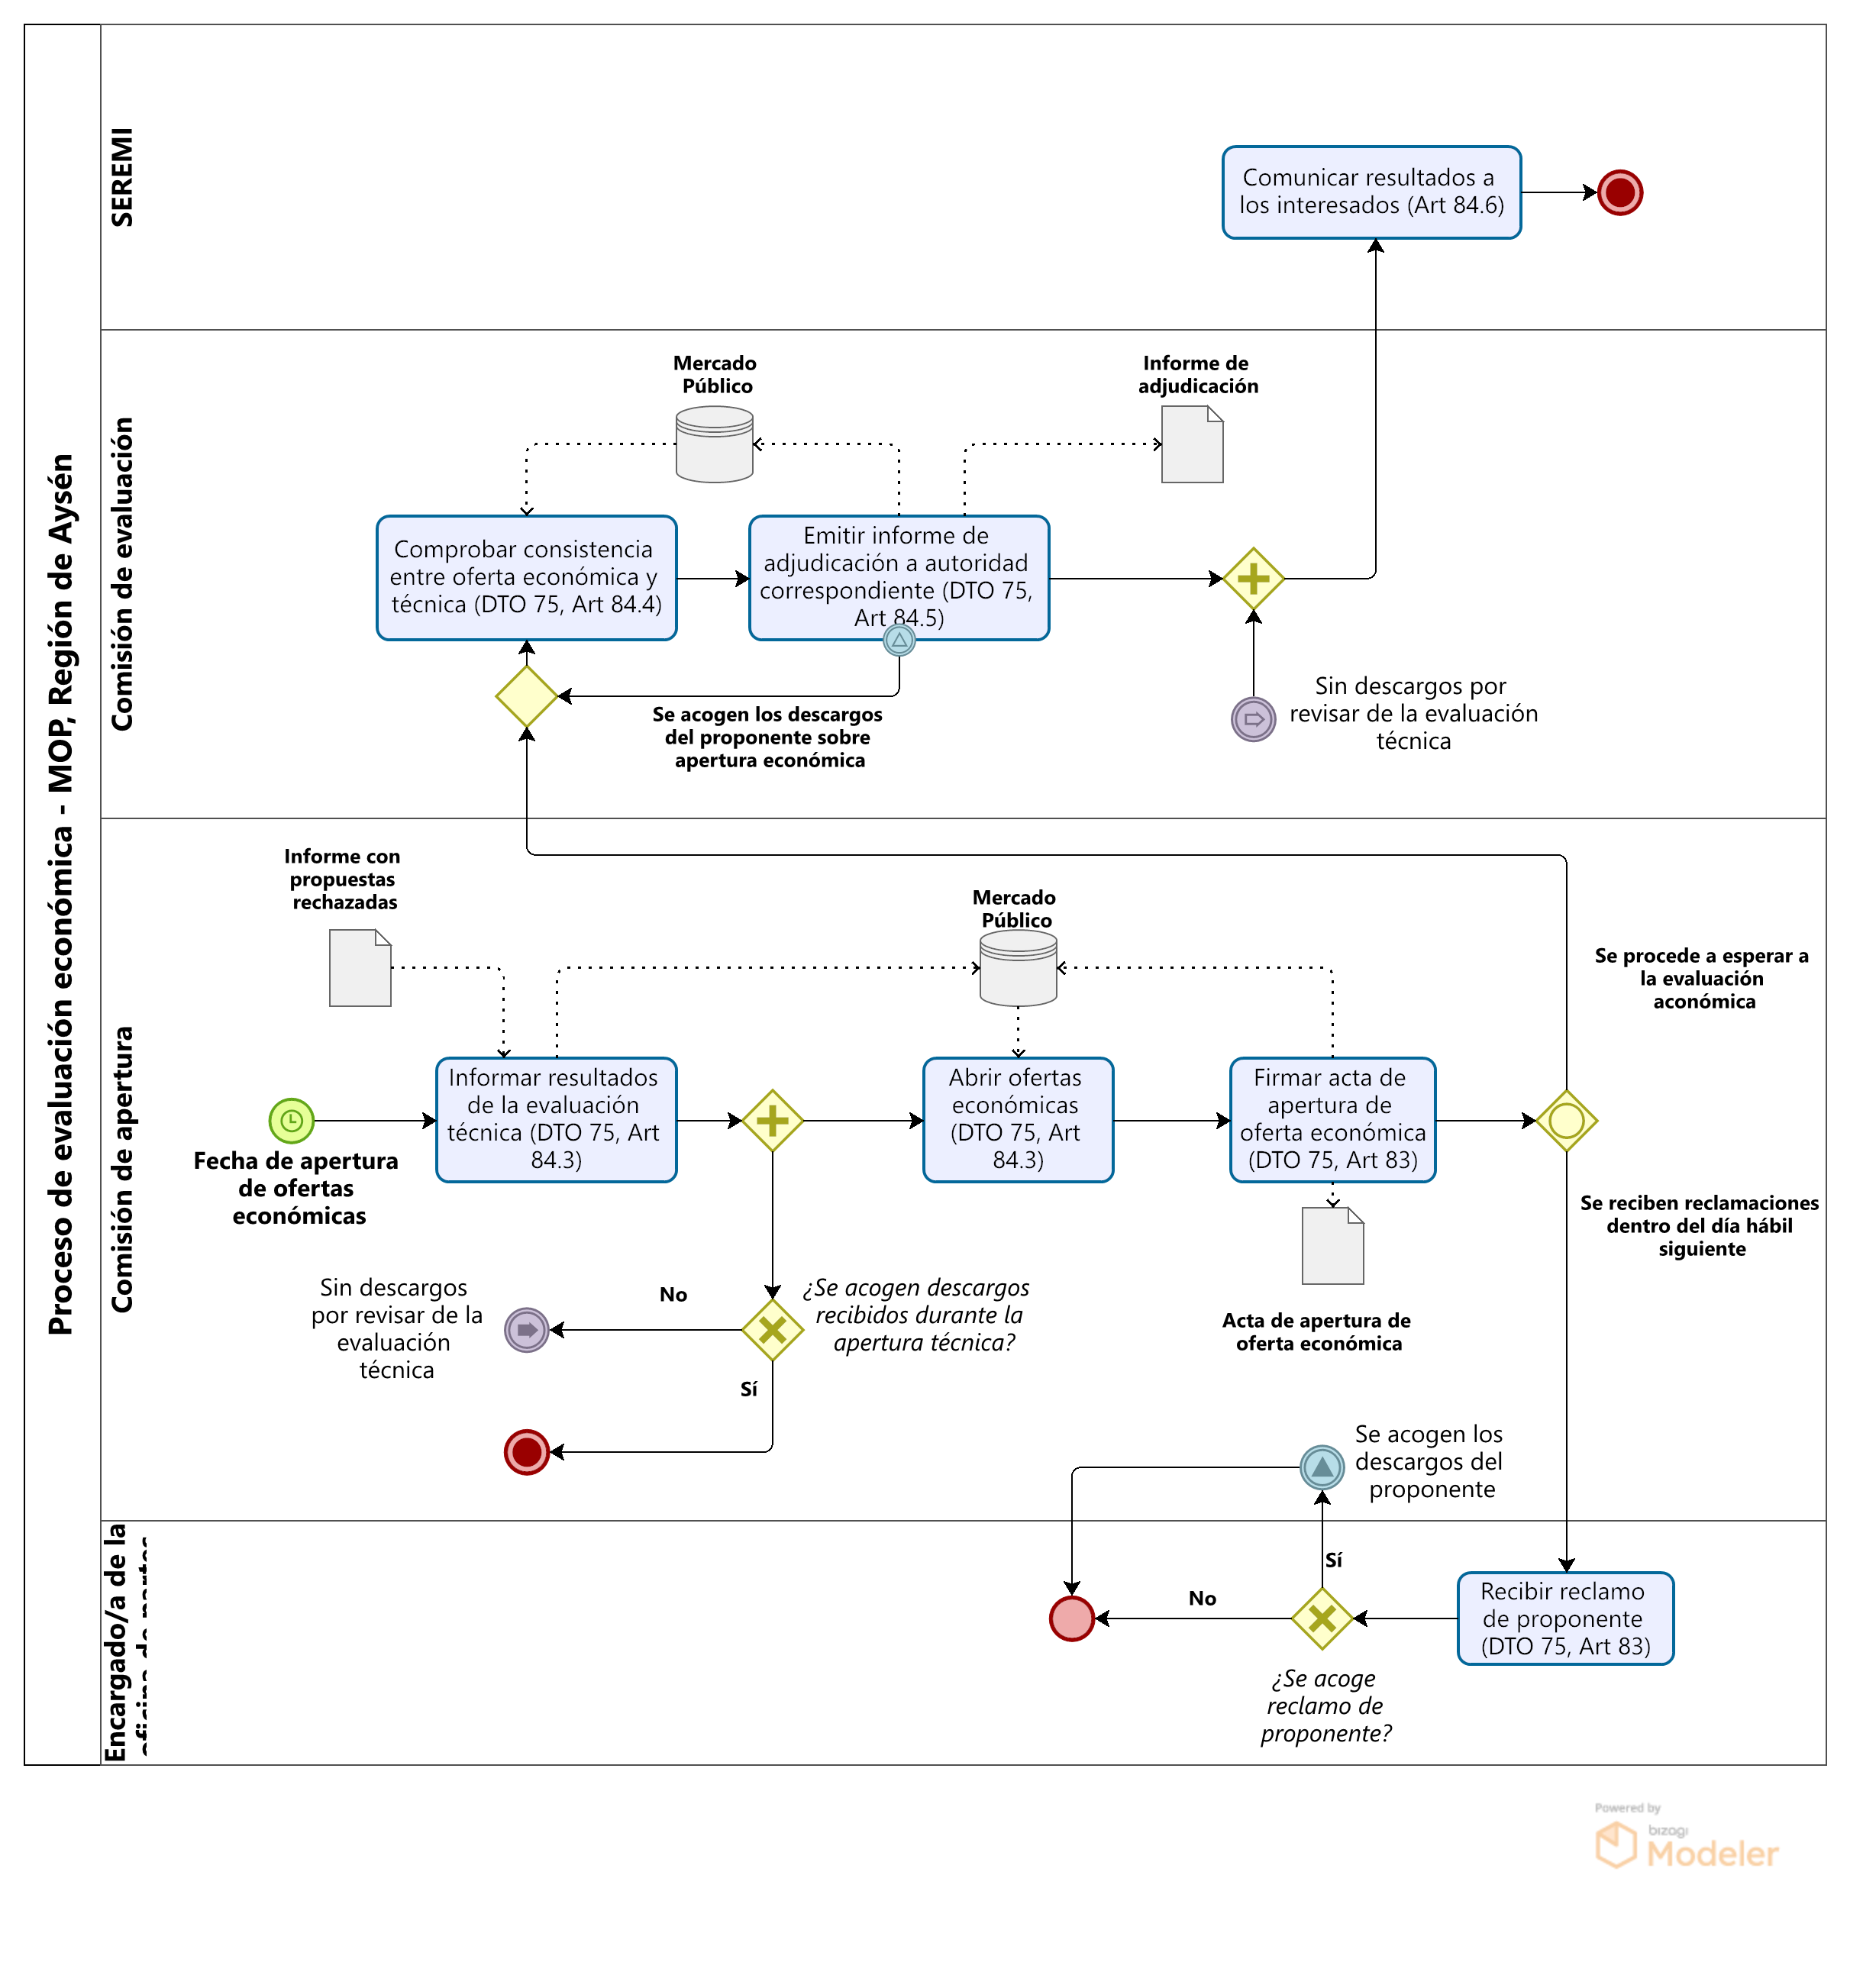 Proceso de evaluación económica - MOP, Región de Aysén
SEREMI
Comunicar resultados a
los interesados (Art 84.6)
Comisión de evaluación
Mercado
Público
Informe de
adjudicación
Comprobar consistencia
entre oferta económica y
técnica (DTO 75, Art 84.4)
Emitir informe de
adjudicación a autoridad
correspondiente (DTO 75,
Art 84.5)
Se acogen los descargos
del proponente sobre
apertura económica
Sin descargos por
revisar de la evaluación
técnica
Comisión de apertura
Informe con
propuestas
rechazadas
Mercado
Público
Se procede a esperar a
la evaluación
aconómica
Fecha de apertura
de ofertas
económicas
Informar resultados
de la evaluación
técnica (DTO 75, Art
84.3)
Abrir ofertas
económicas
(DTO 75, Art
84.3)
Firmar acta de
apertura de
oferta económica
(DTO 75, Art 83)
Se reciben reclamaciones
dentro del día hábil
siguiente
Sin descargos
por revisar de la
evaluación
técnica
No
¿Se acogen descargos
recibidos durante la
apertura técnica?
Sí
Acta de apertura de
oferta económica
Se acogen los
descargos del
proponente
Encargado/a de la
oficina de partes
Sí
No
Recibir reclamo
de proponente
(DTO 75, Art 83)
¿Se acoge
reclamo de
proponente?
Powered by
bizagi
Modeler